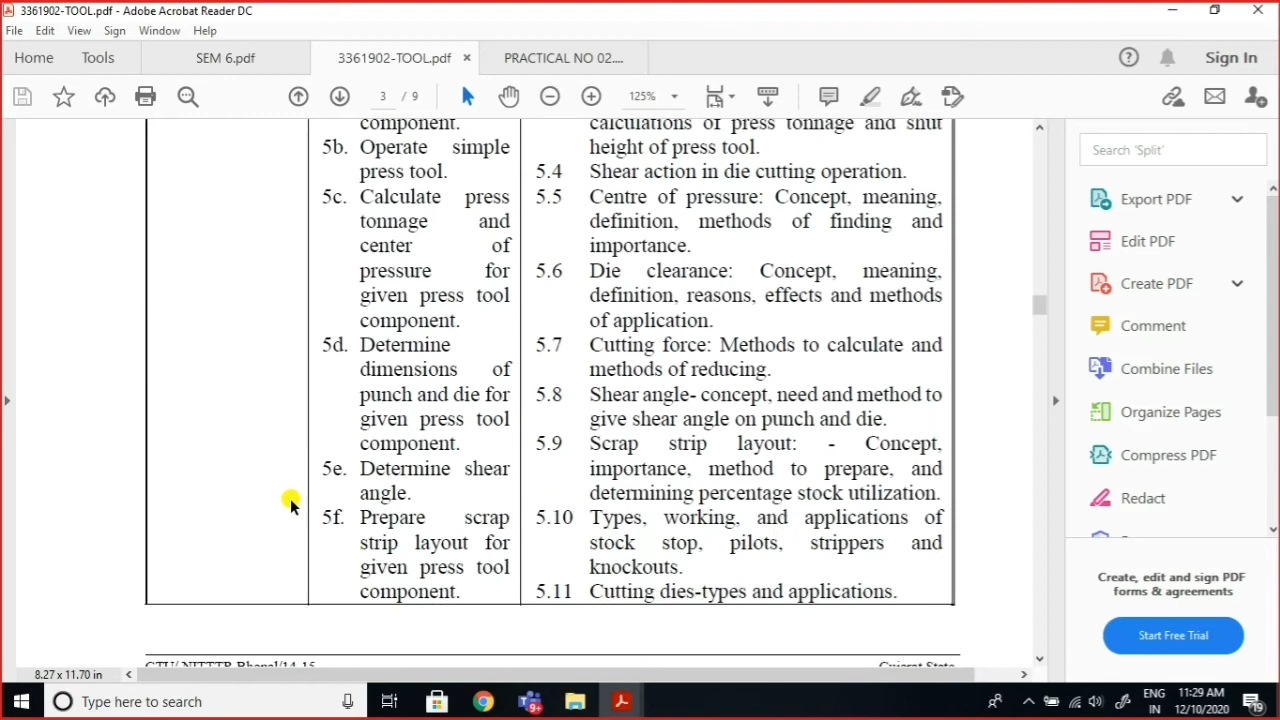 3361902-TOOL.pdf - Adobe Acrobat Reader DC
File Edit View Sign Window Help
Home Tools SEM 6.pdf 3361902-TOOL.pdf × PRACTICAL NO 02.... Sign In
3 / 9 125%
component. calculations of press tonnage and shut
5b. Operate simple height of press tool.
press tool. 5.4 Shear action in die cutting operation.
5c. Calculate press 5.5 Centre of pressure: Concept, meaning,
tonnage and definition, methods of finding and
center of importance.
pressure for 5.6 Die clearance: Concept, meaning,
given press tool definition, reasons, effects and methods
component. of application.
5d. Determine 5.7 Cutting force: Methods to calculate and
dimensions of methods of reducing.
punch and die for 5.8 Shear angle- concept, need and method to
given press tool give shear angle on punch and die.
component. 5.9 Scrap strip layout: - Concept,
5e. Determine shear importance, method to prepare, and
angle. determining percentage stock utilization.
5f. Prepare scrap 5.10 Types, working, and applications of
strip layout for stock stop, pilots, strippers and
given press tool knockouts.
component. 5.11 Cutting dies-types and applications.
GTU/ NITTTR Bhopal/14-15 Gujarat State
8.27 x 11.70 in
Search 'Split'
Export PDF
Edit PDF
Create PDF
Comment
Combine Files
Organize Pages
Compress PDF
Redact
Create, edit and sign PDF
forms & agreements
Start Free Trial
Type here to search
9+
ENG
IN
11:29 AM
12/10/2020
19